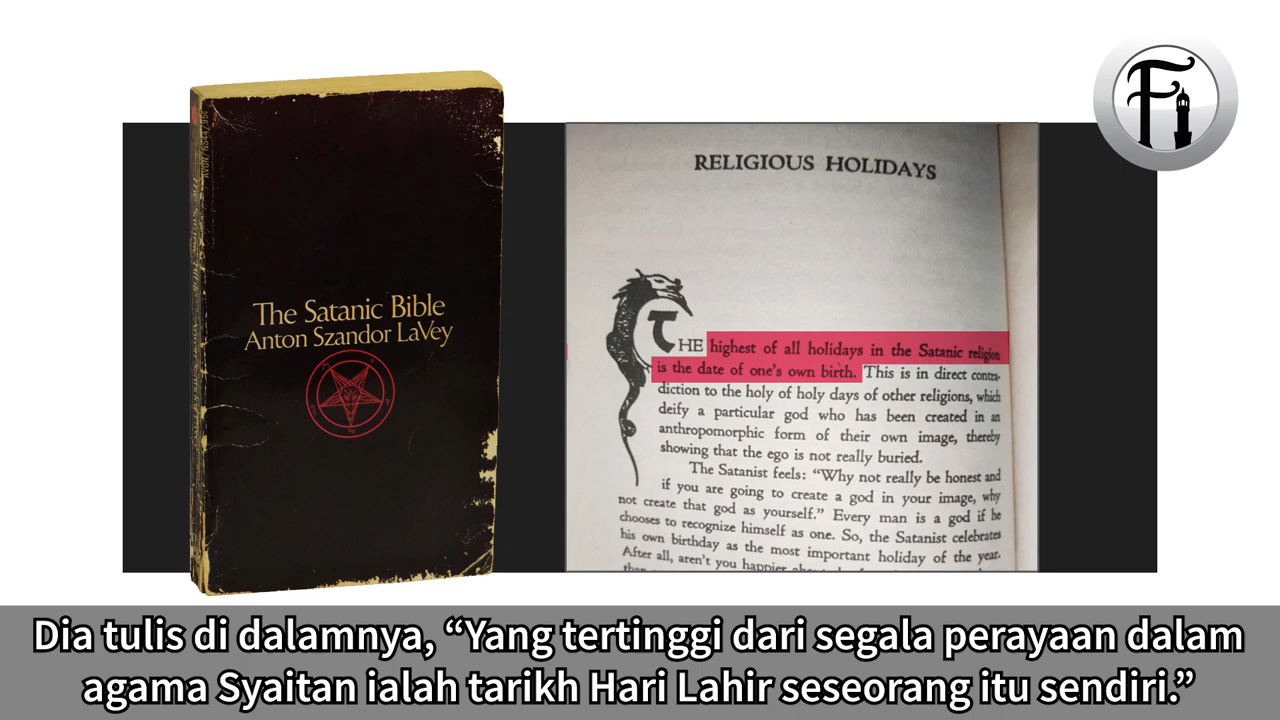 The Satanic Bible
Anton Szandor LaVey
RELIGIOUS HOLIDAYS
THE highest of all holidays in the Satanic religion
is the date of one's own birth. This is in direct contra-
diction to the holy of holy days of other religions, which
deify a particular god who has been created in an
anthropomorphic form of their own image, thereby
showing that the ego is not really buried.
The Satanist feels: “Why not really be honest and
if you are going to create a god in your image, why
not create that god as yourself.” Every man is a god if he
chooses to recognize himself as one. So, the Satanist celebrates
his own birthday as the most important holiday of the year.
After all, aren't you happier
Fi
Dia tulis di dalamnya, “Yang tertinggi dari segala perayaan dalam
agama Syaitan ialah tarikh Hari Lahir seseorang itu sendiri.”